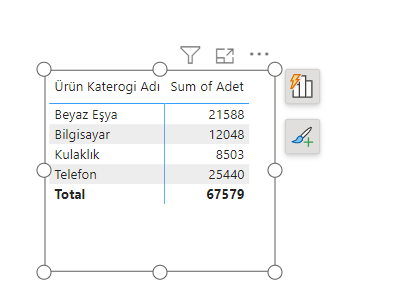 Ürün Katerogi Adı Sum of Adet
Beyaz Eşya 21588
Bilgisayar 12048
Kulaklık 8503
Telefon 25440
Total 67579